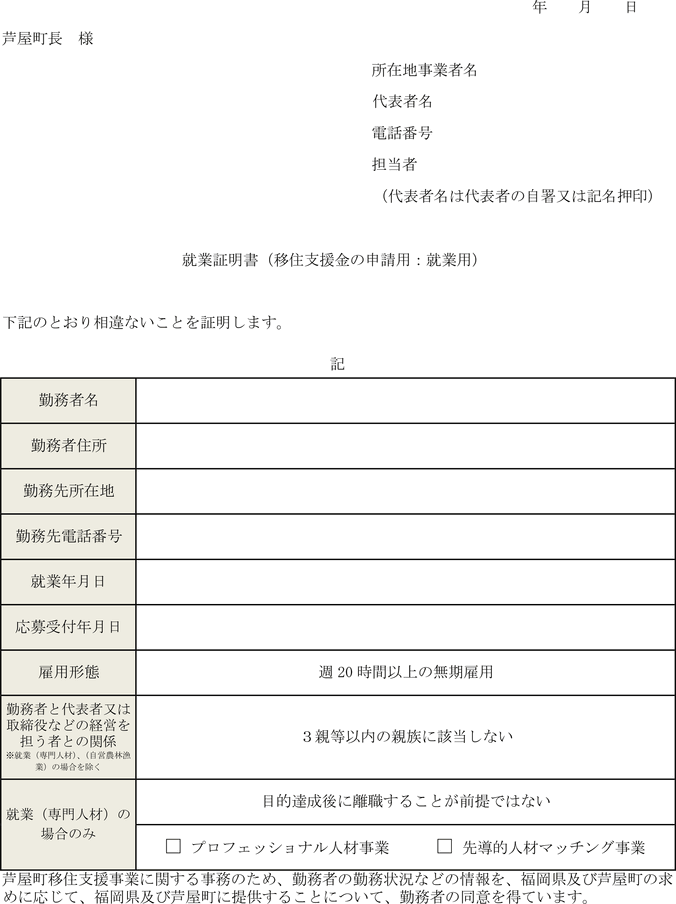 年　　月　　日
芦屋町長　様
所在地事業者名
代表者名
電話番号
担当者
（代表者名は代表者の自署又は記名押印）
就業証明書（移住支援金の申請用：就業用）
下記のとおり相違ないことを証明します。
記
勤務者名
勤務者住所
勤務先所在地
勤務先電話番号
就業年月日
応募受付年月日
雇用形態
週 20 時間以上の無期雇用
勤務者と代表者又は
取締役などの経営を
担う者との関係
※就業（専門人材）、（自営農林漁
業）の場合を除く
３親等以内の親族に該当しない
就業（専門人材）の
場合のみ
目的達成後に離職することが前提ではない
□ プロフェッショナル人材事業　　□ 先導的人材マッチング事業
芦屋町移住支援事業に関する事務のため、勤務者の勤務状況などの情報を、福岡県及び芦屋町の求
めに応じて、福岡県及び芦屋町に提供することについて、勤務者の同意を得ています。